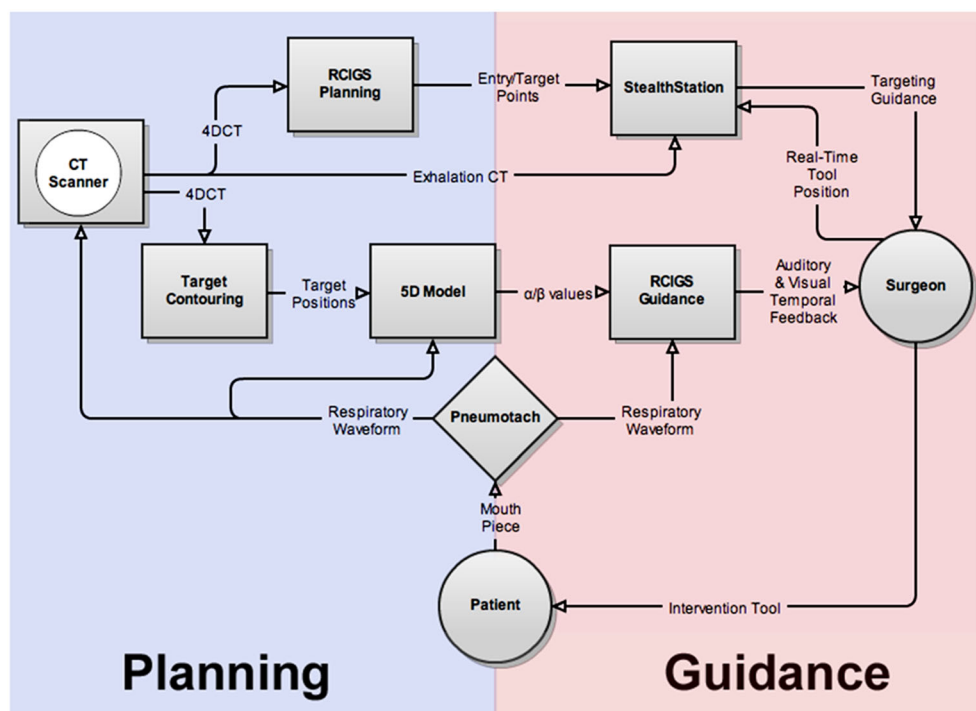 RCIGS
Planning
Entry/Target
Points
StealthStation
Targeting
Guidance
4DCT
CT
Scanner
Exhalation CT
Real-Time
Tool
Position
4DCT
Target
Contouring
Target
Positions
5D Model
α/β values
RCIGS
Guidance
Auditory
& Visual
Temporal
Feedback
Surgeon
Respiratory
Waveform
Pneumotach
Respiratory
Waveform
Mouth
Piece
Patient
Intervention Tool
Planning
Guidance